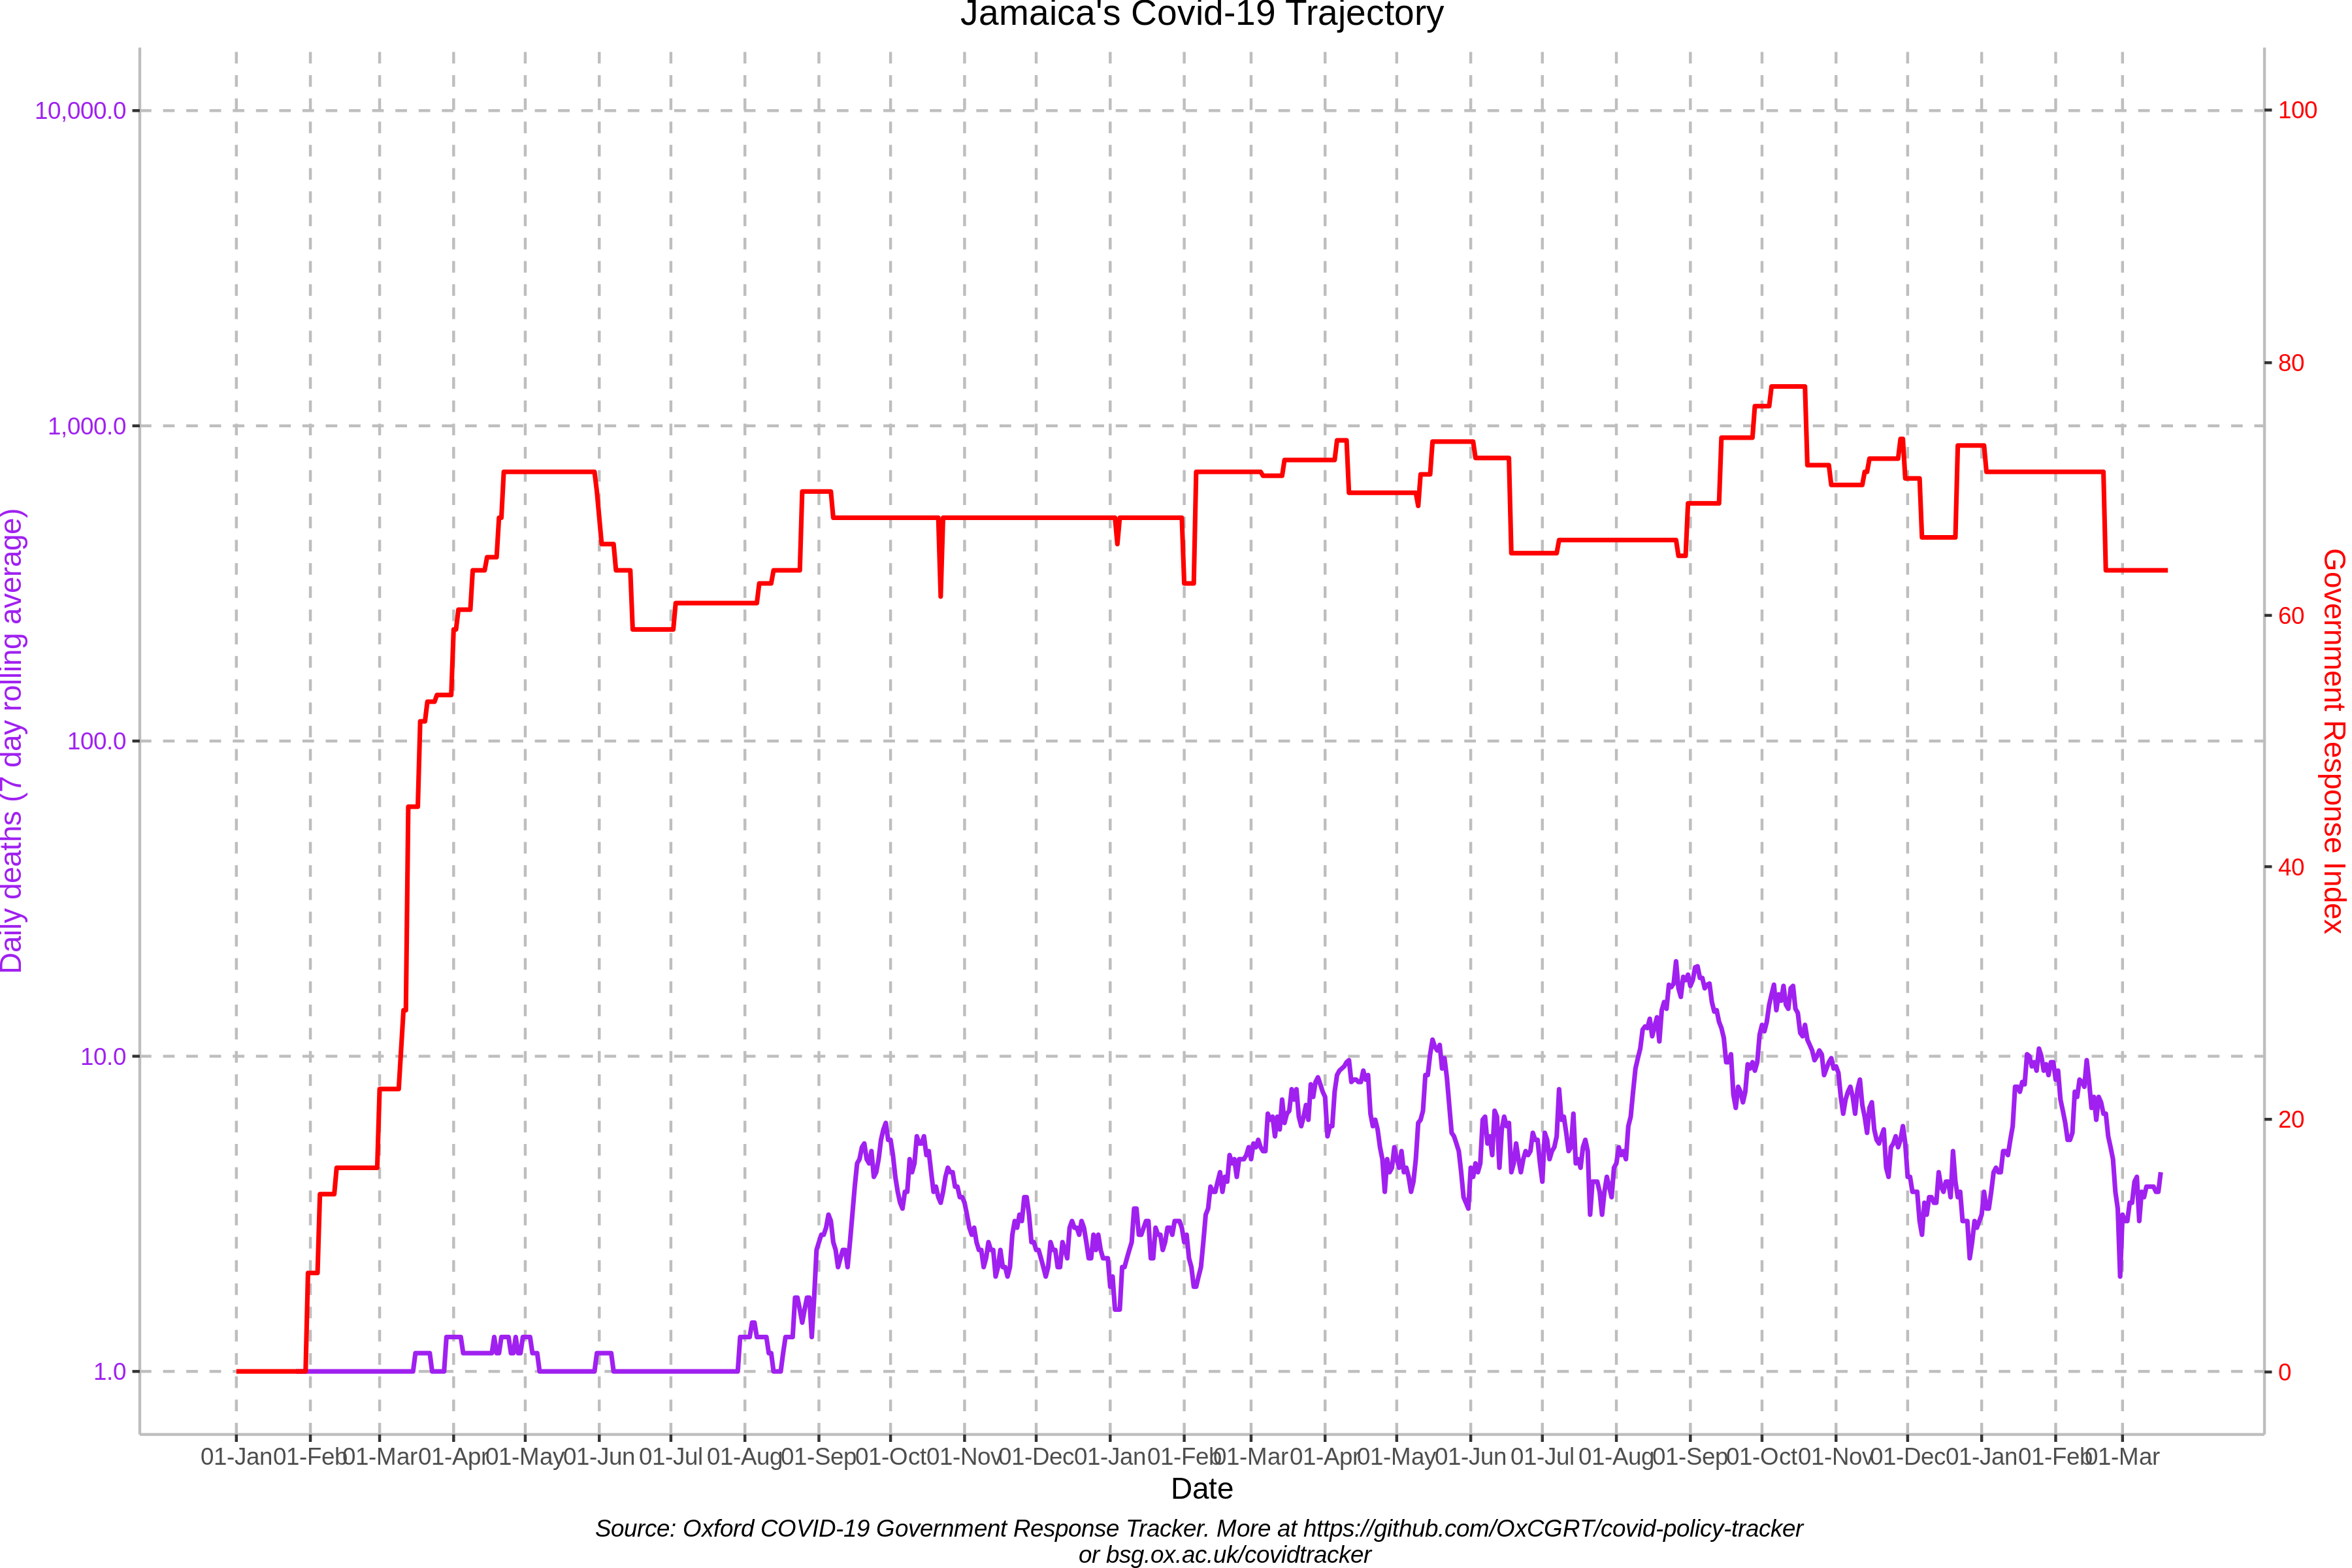 Jamaica's Covid-19 Trajectory
10,000.0
1,000.0
100.0
10.0
1.0
Daily deaths (7 day rolling average)
100
80
60
40
20
0
Government Response Index
01-Jan 01-Feb 01-Mar 01-Apr 01-May 01-Jun 01-Jul 01-Aug 01-Sep 01-Oct 01-Nov 01-Dec 01-Jan 01-Feb 01-Mar 01-Apr 01-May 01-Jun 01-Jul 01-Aug 01-Sep 01-Oct 01-Nov 01-Dec 01-Jan 01-Feb 01-Mar
Date
Source: Oxford COVID-19 Government Response Tracker. More at https://github.com/OxCGRT/covid-policy-tracker
or bsg.ox.ac.uk/covidtracker